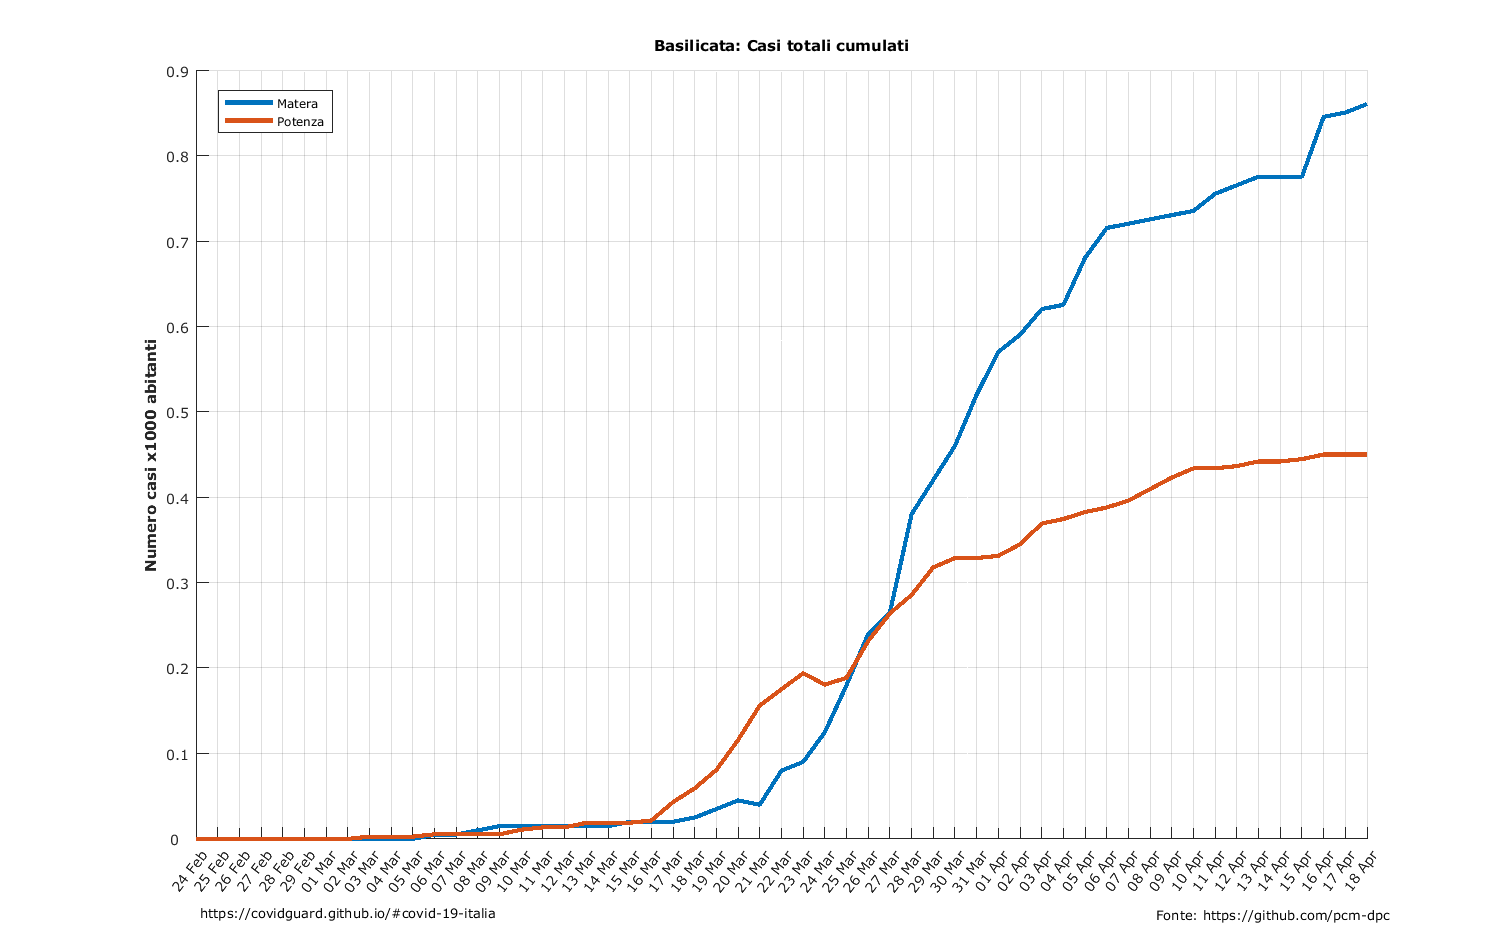 Basilicata: Casi totali cumulati
Numero casi x1000 abitanti
0.9
0.8
0.7
0.6
0.5
0.4
0.3
0.2
0.1
0
Matera
Potenza
24 Feb
25 Feb
26 Feb
27 Feb
28 Feb
29 Feb
01 Mar
02 Mar
03 Mar
04 Mar
05 Mar
06 Mar
07 Mar
08 Mar
09 Mar
10 Mar
11 Mar
12 Mar
13 Mar
14 Mar
15 Mar
16 Mar
17 Mar
18 Mar
19 Mar
20 Mar
21 Mar
22 Mar
23 Mar
24 Mar
25 Mar
26 Mar
27 Mar
28 Mar
29 Mar
30 Mar
31 Mar
01 Apr
02 Apr
03 Apr
04 Apr
05 Apr
06 Apr
07 Apr
08 Apr
09 Apr
10 Apr
11 Apr
12 Apr
13 Apr
14 Apr
15 Apr
16 Apr
17 Apr
18 Apr
https://covidguard.github.io/#covid-19-italia
Fonte: https://github.com/pcm-dpc